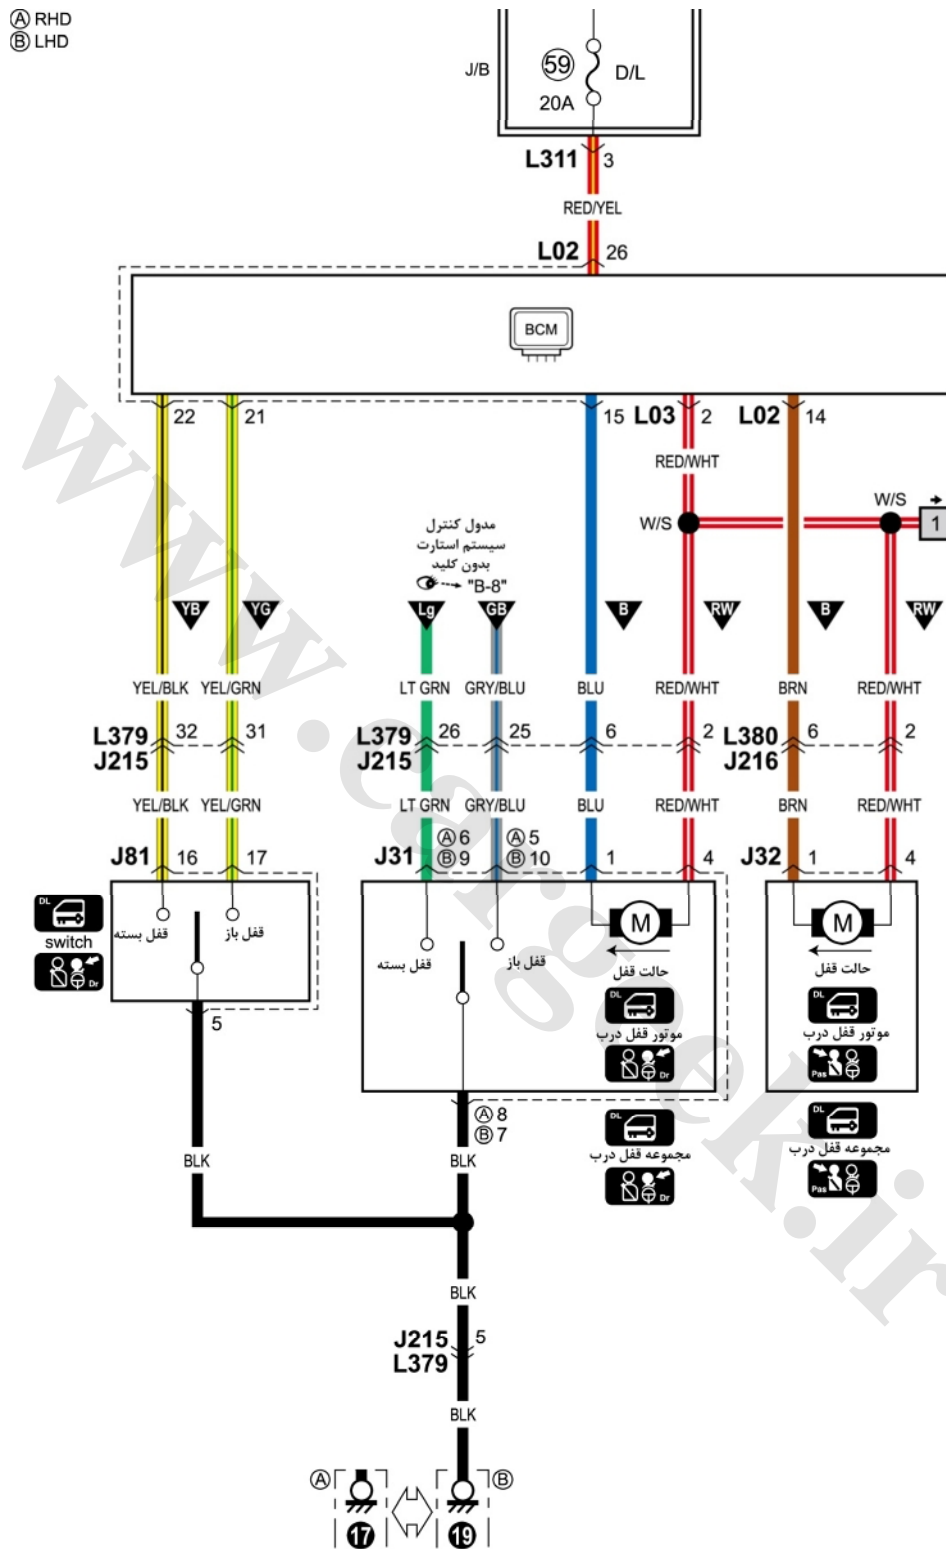 Ⓐ RHD
Ⓑ LHD
J/B
59
D/L
20A
L311 3
RED/YEL
L02 26
BCM
22
21
15
L03 2
L02 14
RED/WHT
W/S
W/S
1
مدول کنترل
سیستم استارت
بدون کلید
"B-8"
YB
YG
Lg
GB
B
RW
B
RW
YEL/BLK YEL/GRN LT GRN GRY/BLU BLU RED/WHT BRN RED/WHT
L379 32 31 L379 26 25 6 2 L380 6 2
J215 J215 J216
YEL/BLK YEL/GRN LT GRN GRY/BLU BLU RED/WHT BRN RED/WHT
Ⓐ6 Ⓐ5
J81 16 17 J31 Ⓑ9 Ⓑ10 1 4 J32 1 4
DL
switch
Dr
قفل بسته
قفل باز
5
قفل بسته
قفل باز
M
حالت قفل
DL
موتور قفل درب
Dr
M
حالت قفل
DL
موتور قفل درب
Pas
Ⓐ8
Ⓑ7
DL
مجموعه قفل درب
Dr
DL
مجموعه قفل درب
Pas
BLK
BLK
BLK
J215 5
L379
BLK
Ⓐ
Ⓑ
17
19
www.cargeek.ir